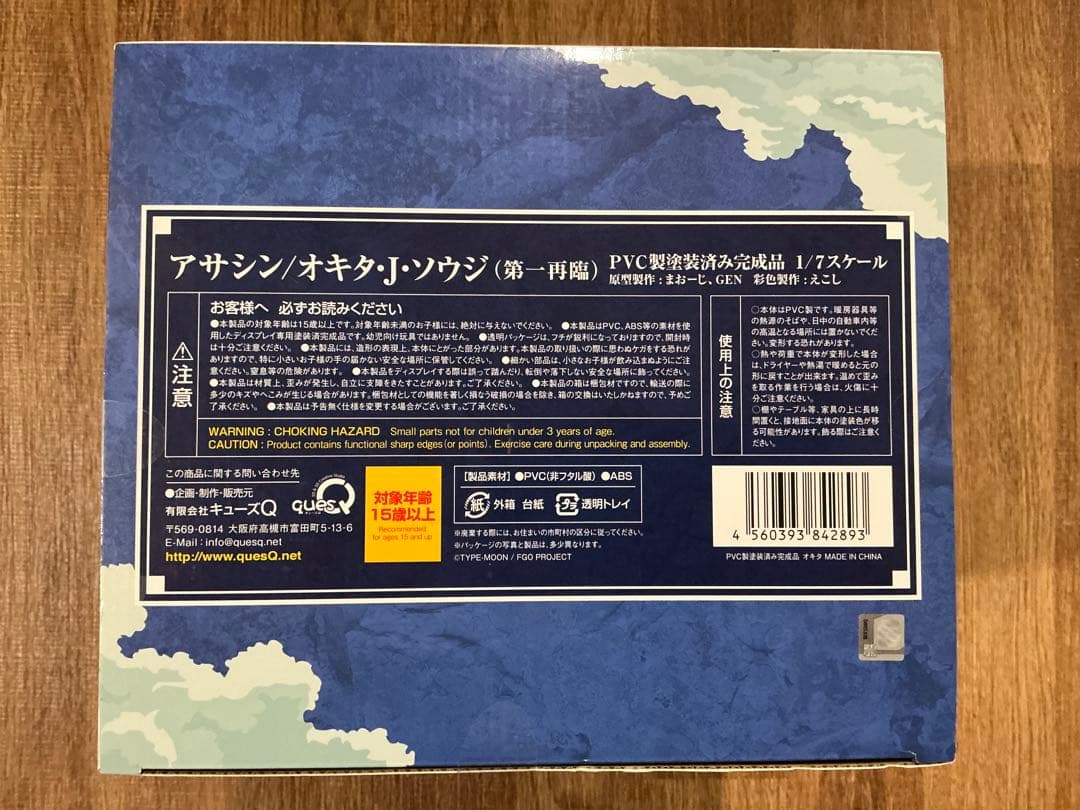 アサシン/オキタ・J・ソウジ(第一再臨) PVC製塗装済み完成品 1/7スケール
原型製作:まおーじ、GEN 彩色製作:えこし
注意
お客様へ 必ずお読みください
●本製品の対象年齢は15歳以上です。対象年齢未満のお子様には、絶対に与えないでください。 ●本製品はPVC、ABS等の素材を使
用したディスプレイ専用塗装済完成品です。幼児向け玩具ではありません。 ●透明パッケージは、フチが鋭利になっておりますので、開封時
は十分ご注意ください。 ●本製品には、造形の表現上、本体にとがった部分があります。本製品の取り扱いの際に思わぬケガをする恐れが
ありますので、特に小さいお子様の手の届かない安全な場所に保管してください。 ●細かい部品は、小さなお子様が飲み込まぬようにご注
意ください。窒息等の危険があります。 ●本製品をディスプレイする際は誤って踏んだり、転倒や落下しない安全な場所に飾ってください。
●本製品は材質上、歪みが発生し、自立に支障をきたすことがあります。ご了承ください。 ●本製品の箱は梱包材ですので、輸送の際に
多少のキズやへこみが生じる場合があります。梱包材としての機能を著しく損なう破損の場合を除き、箱の交換はいたしかねますので、予めご
了承ください。 ●本製品は予告無く仕様を変更する場合がございます。ご了承ください。
WARNING : CHOKING HAZARD Small parts not for children under 3 years of age.
CAUTION : Product contains functional sharp edges(or points). Exercise care during unpacking and assembly.
使用上の注意
○本体はPVC製です。暖房器具等
の熱源のそばや、日中の自動車内等
の高温となる場所には置かないでくだ
さい。変形する恐れがあります。
○熱や荷重で本体が変形した場合
は、ドライヤーや熱湯で暖めると元の
形に戻すことが出来ます。温めて歪み
を取る作業を行う場合は、火傷に十
分ご注意ください。
○棚やテーブル等、家具の上に長時
間置くと、接地面に本体の塗装色が移
る可能性があります。飾る際はご注意く
ださい。
この商品に関する問い合わせ先
●企画・制作・販売元
有限会社キューズQ
quesQ
〒569-0814 大阪府高槻市富田町5-13-6
E-Mail : info@quesq.net
http://www.quesQ.net
対象年齢
15歳以上
Recommended
for ages 15 and up
【製品素材】●PVC(非フタル酸) ●ABS
紙 外箱 台紙 プラ 透明トレイ
※廃棄する際には、お住まいの市町村の区分に従ってください。
※パッケージの写真と製品は、多少異なります。
©TYPE-MOON / FGO PROJECT
4 560393 842893
PVC製塗装済み完成品 オキタ MADE IN CHINA